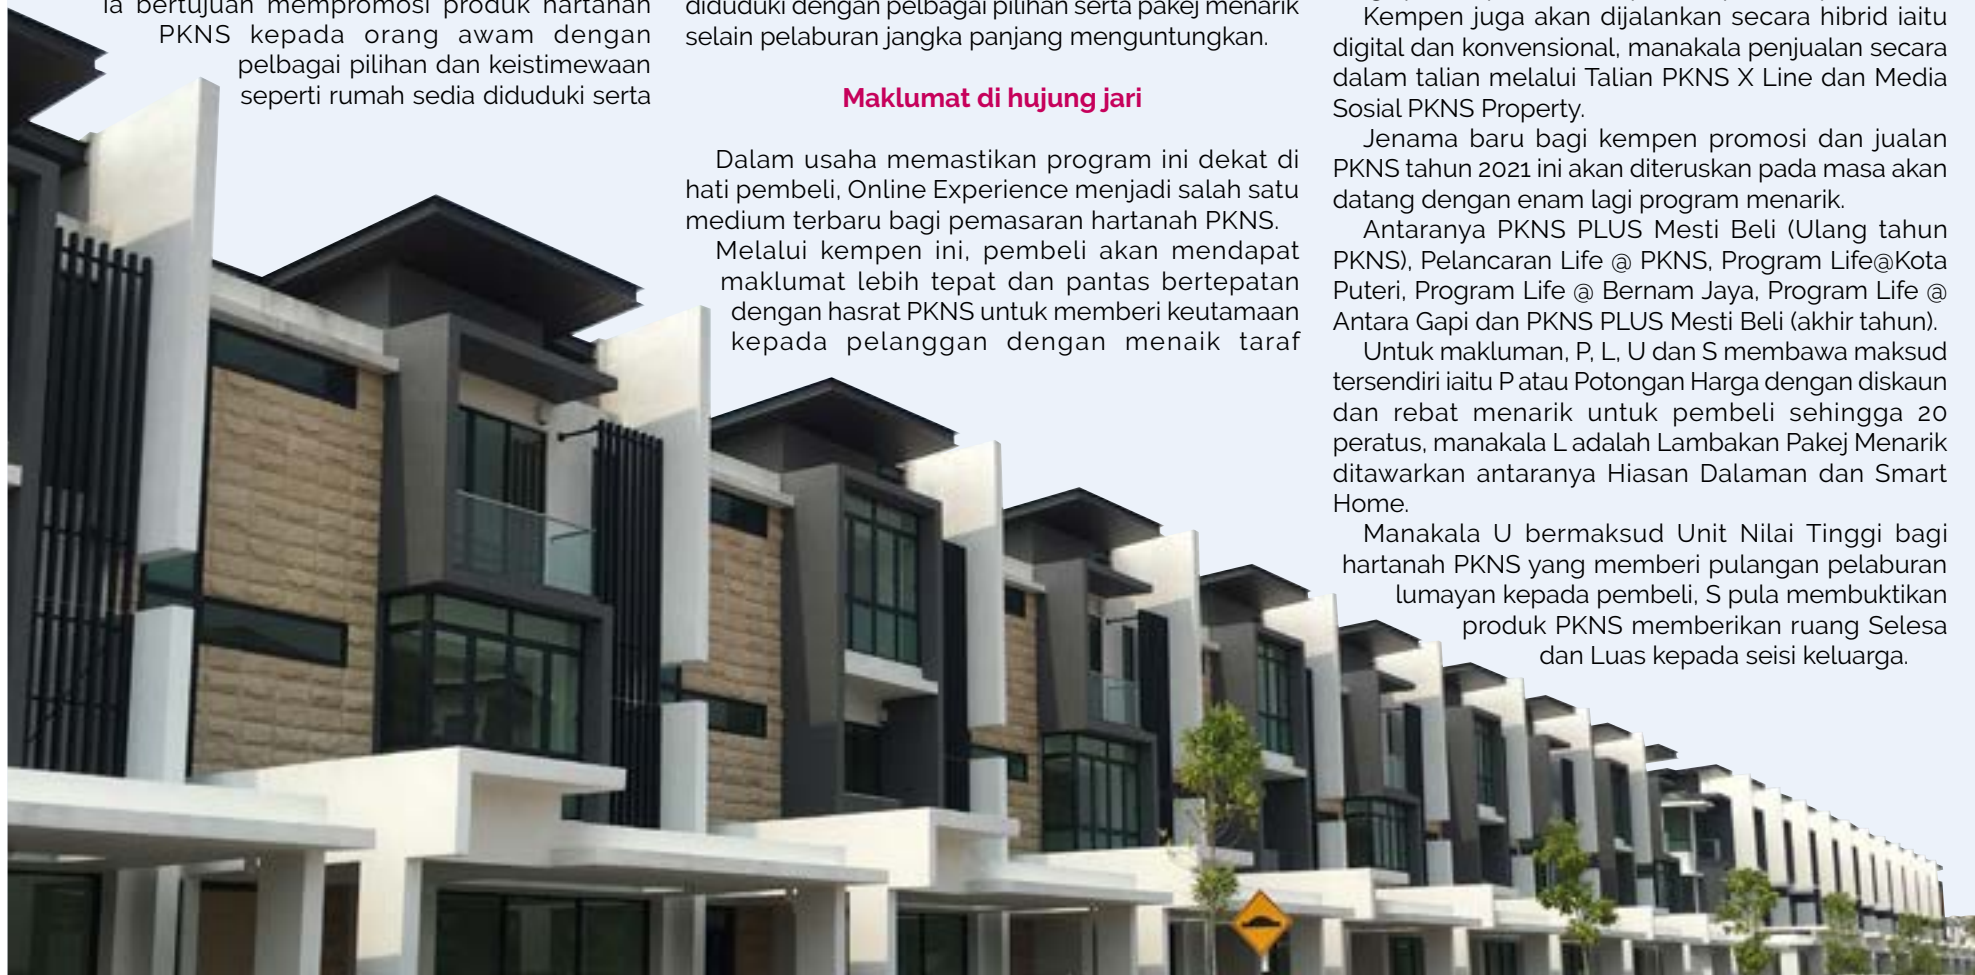 ia bertujuan mempromosi produk hartanah
PKNS kepada orang awam dengan
pelbagai pilihan dan keistimewaan
seperti rumah sedia diduduki serta
diduduki dengan pelbagai pilihan serta pakej menarik
selain pelaburan jangka panjang menguntungkan.
Maklumat di hujung jari
Dalam usaha memastikan program ini dekat di
hati pembeli, Online Experience menjadi salah satu
medium terbaru bagi pemasaran hartanah PKNS.
Melalui kempen ini, pembeli akan mendapat
maklumat lebih tepat dan pantas bertepatan
dengan hasrat PKNS untuk memberi keutamaan
kepada pelanggan dengan menaik taraf
Kempen juga akan dijalankan secara hibrid iaitu
digital dan konvensional, manakala penjualan secara
dalam talian melalui Talian PKNS X Line dan Media
Sosial PKNS Property.
Jenama baru bagi kempen promosi dan jualan
PKNS tahun 2021 ini akan diteruskan pada masa akan
datang dengan enam lagi program menarik.
Antaranya PKNS PLUS Mesti Beli (Ulang tahun
PKNS), Pelancaran Life @ PKNS, Program Life@Kota
Puteri, Program Life @ Bernam Jaya, Program Life @
Antara Gapi dan PKNS PLUS Mesti Beli (akhir tahun).
Untuk makluman, P, L, U dan S membawa maksud
tersendiri iaitu P atau Potongan Harga dengan diskaun
dan rebat menarik untuk pembeli sehingga 20
peratus, manakala L adalah Lambakan Pakej Menarik
ditawarkan antaranya Hiasan Dalaman dan Smart
Home.
Manakala U bermaksud Unit Nilai Tinggi bagi
hartanah PKNS yang memberi pulangan pelaburan
lumayan kepada pembeli, S pula membuktikan
produk PKNS memberikan ruang Selesa
dan Luas kepada seisi keluarga.